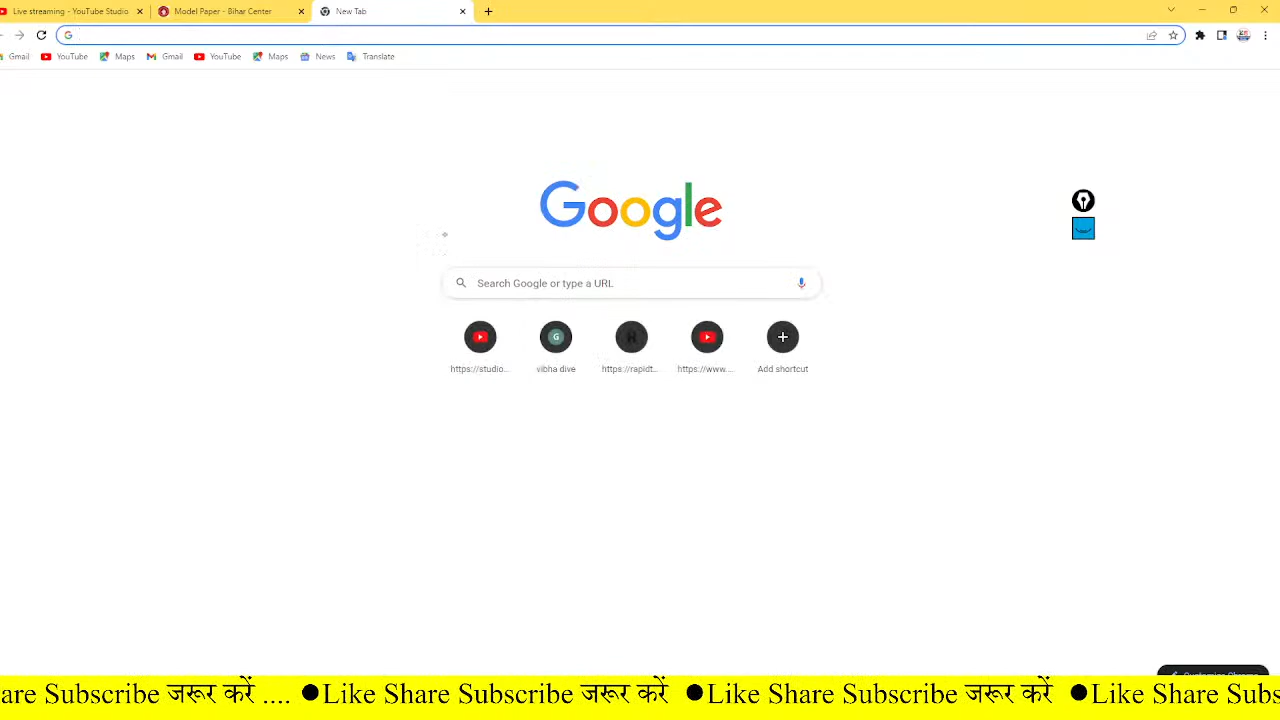 Live streaming - YouTube Studio
Model Paper - Bihar Center
New Tab
Gmail YouTube Maps Gmail YouTube Maps News Translate
Google
Search Google or type a URL
https://studio... vibha dive https://rapidt... https://www.... Add shortcut
are Subscribe जरूर करें .... ●Like Share Subscribe जरूर करें ●Like Share Subscribe जरूर करें ●Like Share Subs